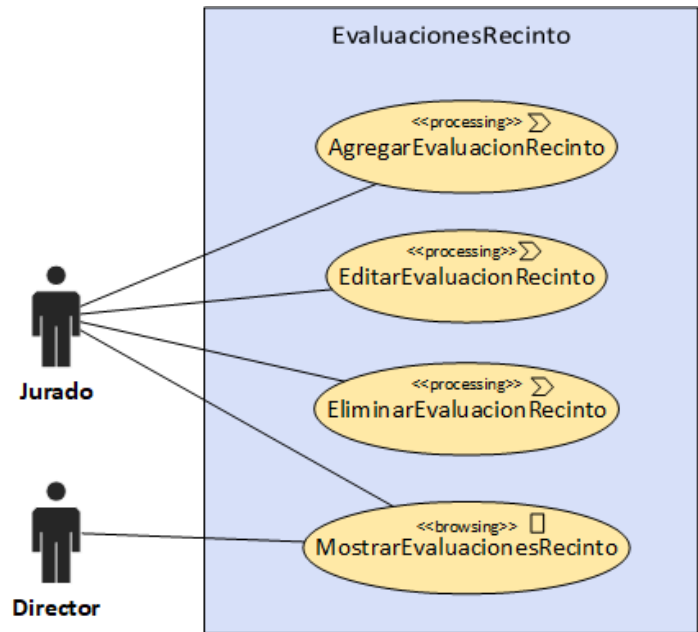 EvaluacionesRecinto
<<processing>>
AgregarEvaluacionRecinto
<<processing>>
EditarEvaluacionRecinto
<<processing>>
EliminarEvaluacionRecinto
<<browsing>>
MostrarEvaluacionesRecinto
Jurado
Director